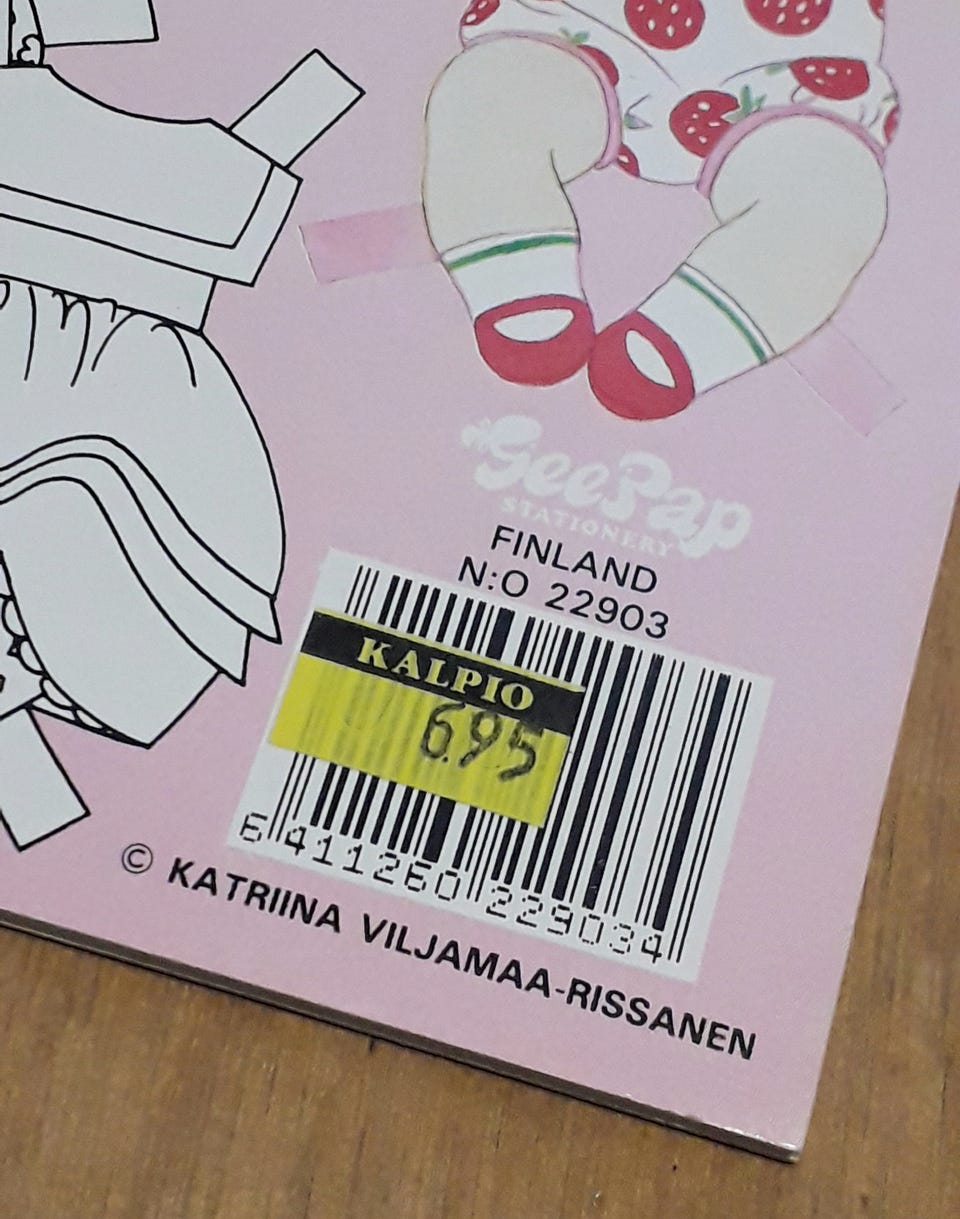 GeePap
STATIONERY
FINLAND
N:O 22903
KALPIO
6.95
6 411260 229034
© KATRIINA VILJAMAA-RISSANEN